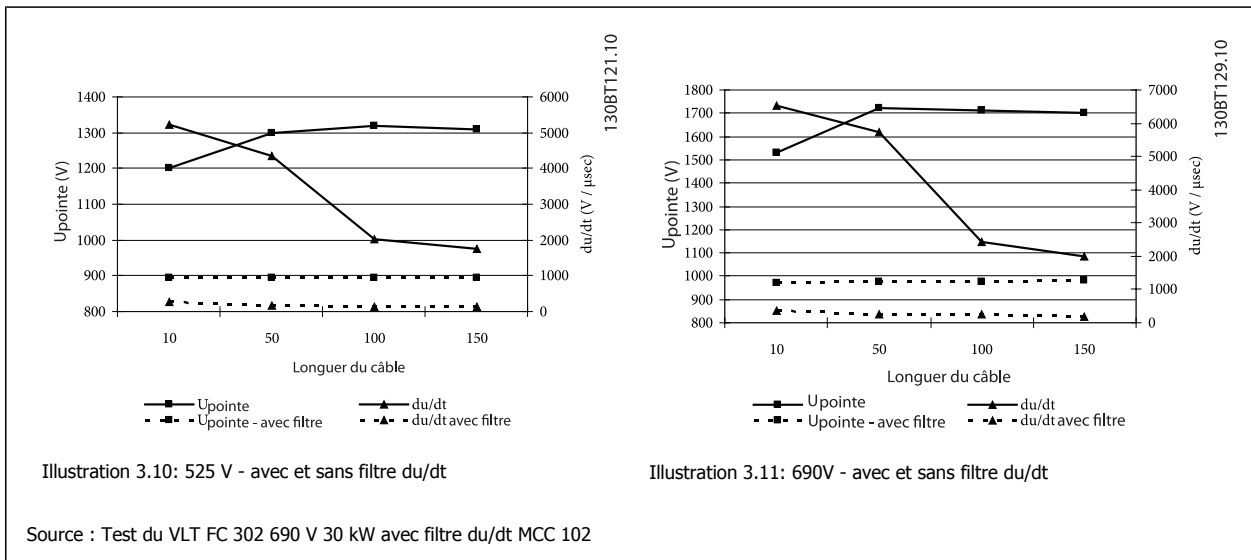 130BT121.10
1400
1300
1200
1100
1000
900
800
Upointe (V)
6000
5000
4000
3000
2000
1000
0
du/dt (V / µsec)
10 50 100 150
Longuer du câble
Upointe du/dt
Upointe - avec filtre du/dt avec filtre
Illustration 3.10: 525 V - avec et sans filtre du/dt
130BT129.10
1800
1700
1600
1500
1400
1300
1200
1100
1000
900
800
Upointe (V)
7000
6000
5000
4000
3000
2000
1000
0
du/dt (V / µsec)
10 50 100 150
Longuer du câble
Upointe du/dt
Upointe - avec filtre du/dt avec filtre
Illustration 3.11: 690V - avec et sans filtre du/dt
Source : Test du VLT FC 302 690 V 30 kW avec filtre du/dt MCC 102